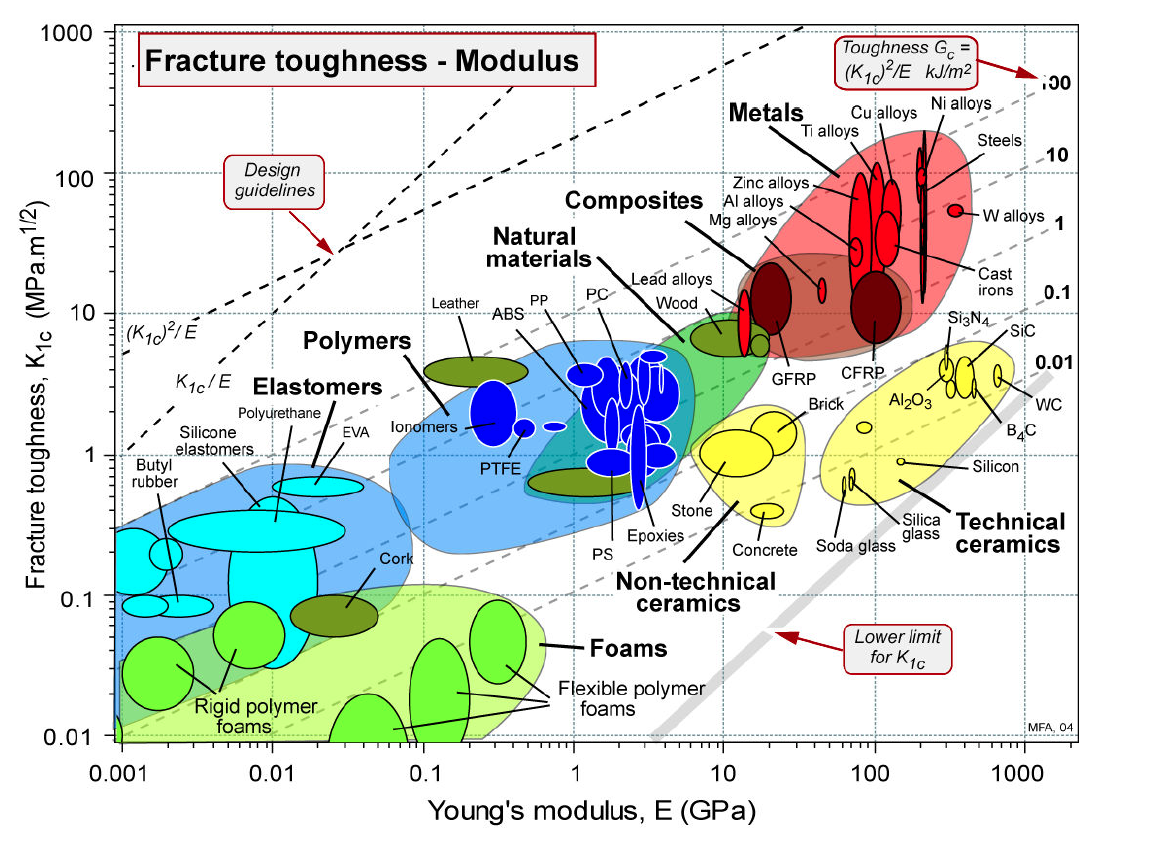 Fracture toughness - Modulus
Toughness Gc =
(K1c)²/E kJ/m²
Design
guidelines
Metals
Cu alloys
Ni alloys
Ti alloys
Steels
Zinc alloys
Al alloys
Mg alloys
W alloys
Cast
irons
Composites
Natural
materials
Lead alloys
Wood
Leather
ABS
PP
PC
GFRP
CFRP
Polymers
Elastomers
Polyurethane
EVA
Silicone
elastomers
Butyl
rubber
Ionomers
PTFE
PS
Epoxies
Cork
Brick
Stone
Concrete
Non-technical
ceramics
Si3N4
SiC
Al2O3
WC
B4C
Silicon
Silica
glass
Soda glass
Technical
ceramics
Foams
Rigid polymer
foams
Flexible polymer
foams
Lower limit
for K1c
MFA, 04
(K1c)²/E
K1c/E
100
10
1
0.1
0.01
1000
100
10
1
0.1
0.01
Fracture toughness, K1c (MPa.m1/2)
0.001 0.01 0.1 1 10 100 1000
Young's modulus, E (GPa)